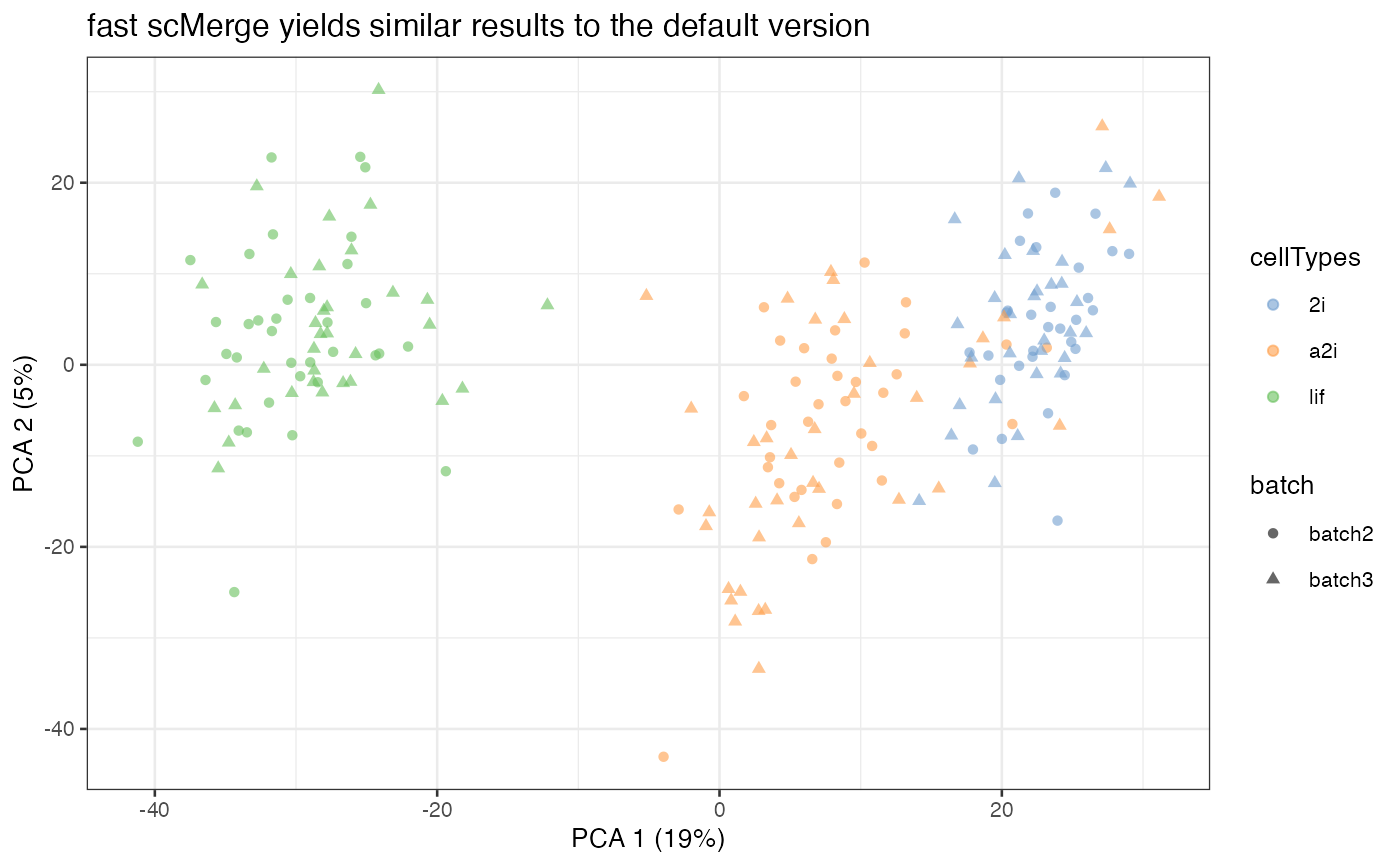 fast scMerge yields similar results to the default version
20
0
-20
-40
PCA 2 (5%)
-40
-20
0
20
PCA 1 (19%)
cellTypes
2i
a2i
lif
batch
batch2
batch3